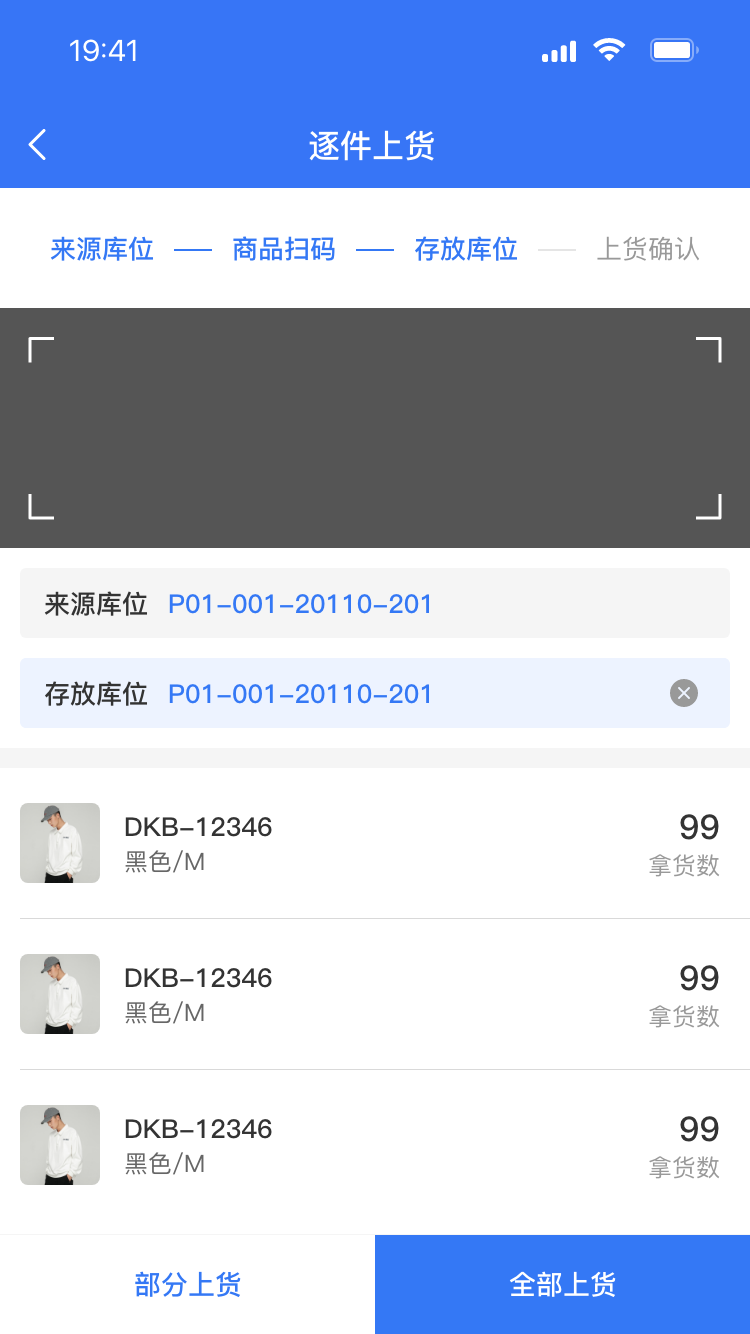 19:41
逐件上货
来源库位 商品扫码 存放库位 上货确认
来源库位 P01-001-20110-201
存放库位 P01-001-20110-201
DKB-12346 99
黑色/M 拿货数
DKB-12346 99
黑色/M 拿货数
DKB-12346 99
黑色/M 拿货数
部分上货 全部上货